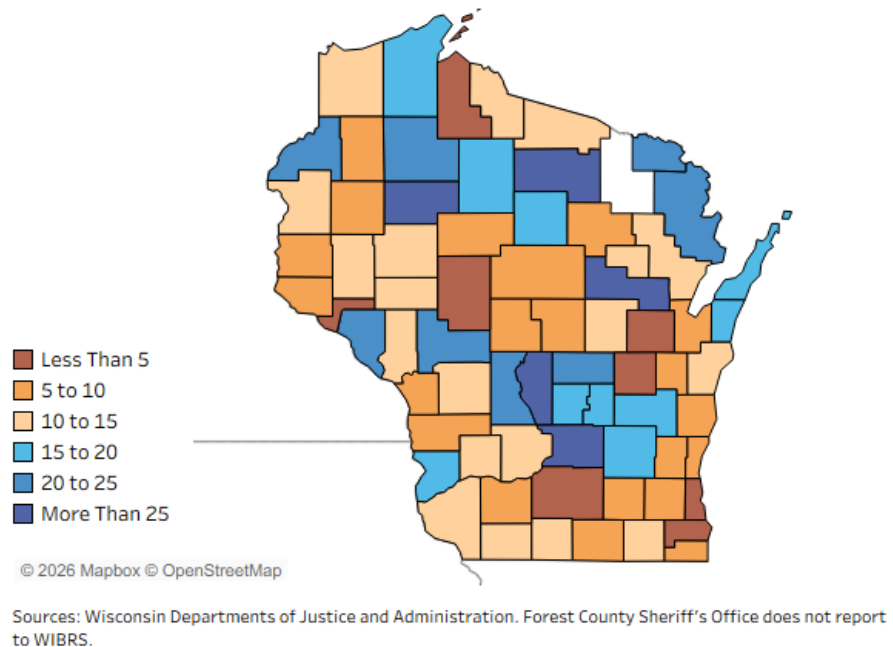 Less Than 5
5 to 10
10 to 15
15 to 20
20 to 25
More Than 25
© 2026 Mapbox © OpenStreetMap
Sources: Wisconsin Departments of Justice and Administration. Forest County Sheriff's Office does not report
to WIBRS.